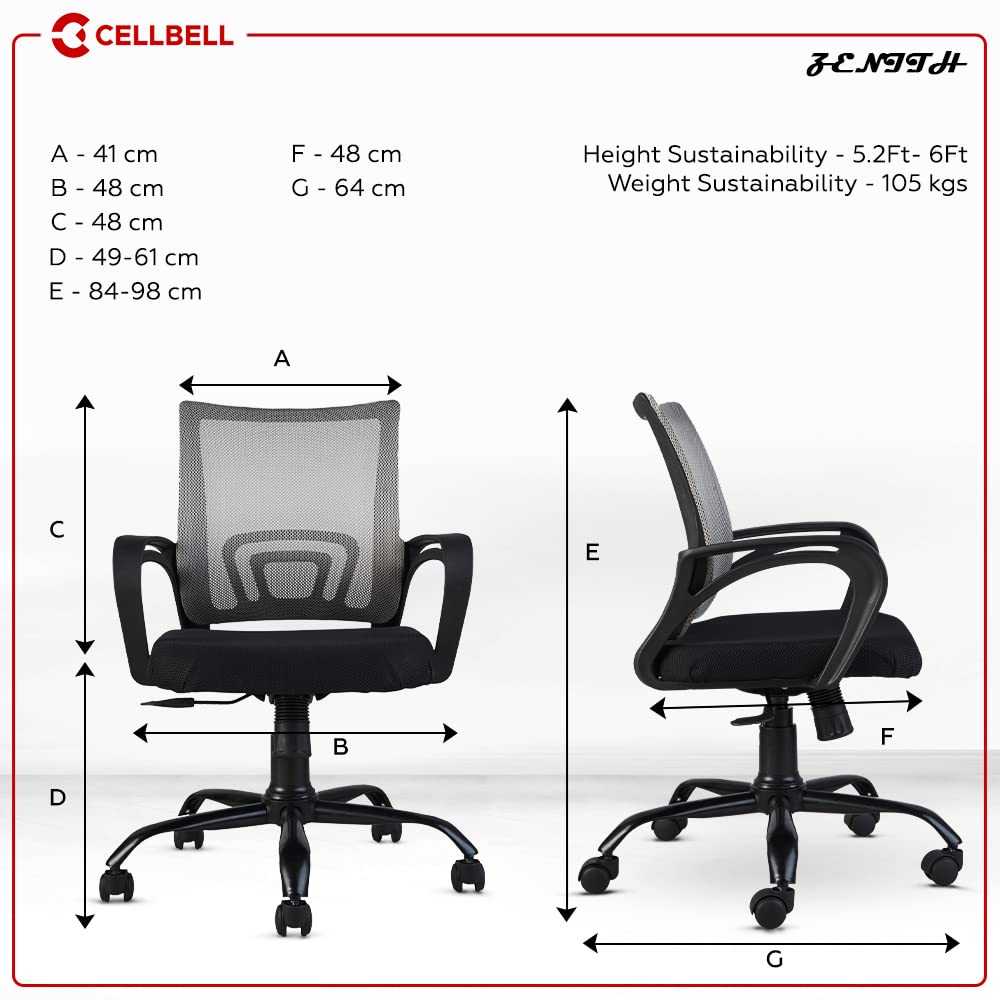 CELLBELL
ZENITH
A - 41 cm
B - 48 cm
C - 48 cm
D - 49-61 cm
E - 84-98 cm
F - 48 cm
G - 64 cm
Height Sustainability - 5.2Ft- 6Ft
Weight Sustainability - 105 kgs
A
C
B
D
E
F
G